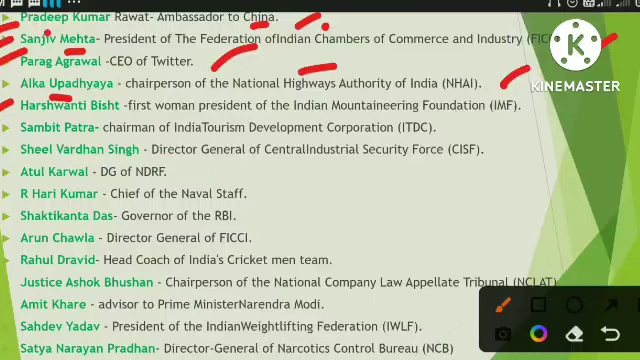 Pradeep Kumar Rawat- Ambassador to China.
Sanjiv Mehta- President of The Federation ofIndian Chambers of Commerce and Industry (FICC
Parag Agrawal -CEO of Twitter.
Alka Upadhyaya - chairperson of the National Highways Authority of India (NHAI).
Harshwanti Bisht -first woman president of the Indian Mountaineering Foundation (IMF).
Sambit Patra- chairman of IndiaTourism Development Corporation (ITDC).
Sheel Vardhan Singh - Director General of CentralIndustrial Security Force (CISF).
Atul Karwal - DG of NDRF.
R Hari Kumar - Chief of the Naval Staff.
Shaktikanta Das- Governor of the RBI.
Arun Chawla - Director General of FICCI.
Rahul Dravid- Head Coach of India's Cricket men team.
Justice Ashok Bhushan - Chairperson of the National Company Law Appellate Tribunal (NCLAT)
Amit Khare - advisor to Prime MinisterNarendra Modi.
Sahdev Yadav - President of the IndianWeightlifting Federation (IWLF).
Satya Narayan Pradhan- Director-General of Narcotics Control Bureau (NCB)
K
KINEMASTER